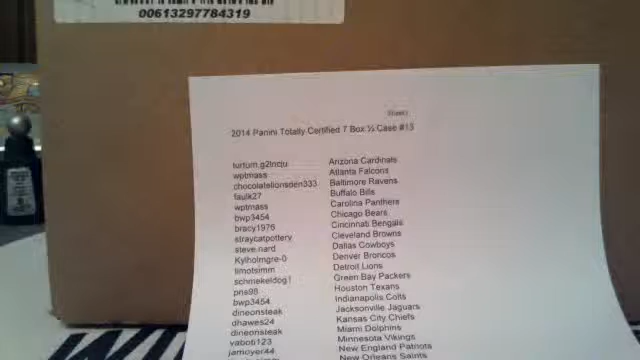 00613297784319
2014 Panini Totally Certified 7 Box ½ Case #13
Arizona Cardinals
wptmass Atlanta Falcons
chocolatelionsden333 Baltimore Ravens
faulk27 Buffalo Bills
wptmass Carolina Panthers
bwp3454 Chicago Bears
bracy1976 Cincinnati Bengals
straycatpottery Cleveland Browns
steve.nard Dallas Cowboys
Kylholmgre-0 Denver Broncos
timotsimm Detroit Lions
schmekeldog1 Green Bay Packers
pns98 Houston Texans
bwp3454 Indianapolis Colts
dineonsteak Jacksonville Jaguars
dhawes24 Kansas City Chiefs
dineonsteak Miami Dolphins
yaboti123 Minnesota Vikings
jamoyer44 New England Patriots
New Orleans Saints